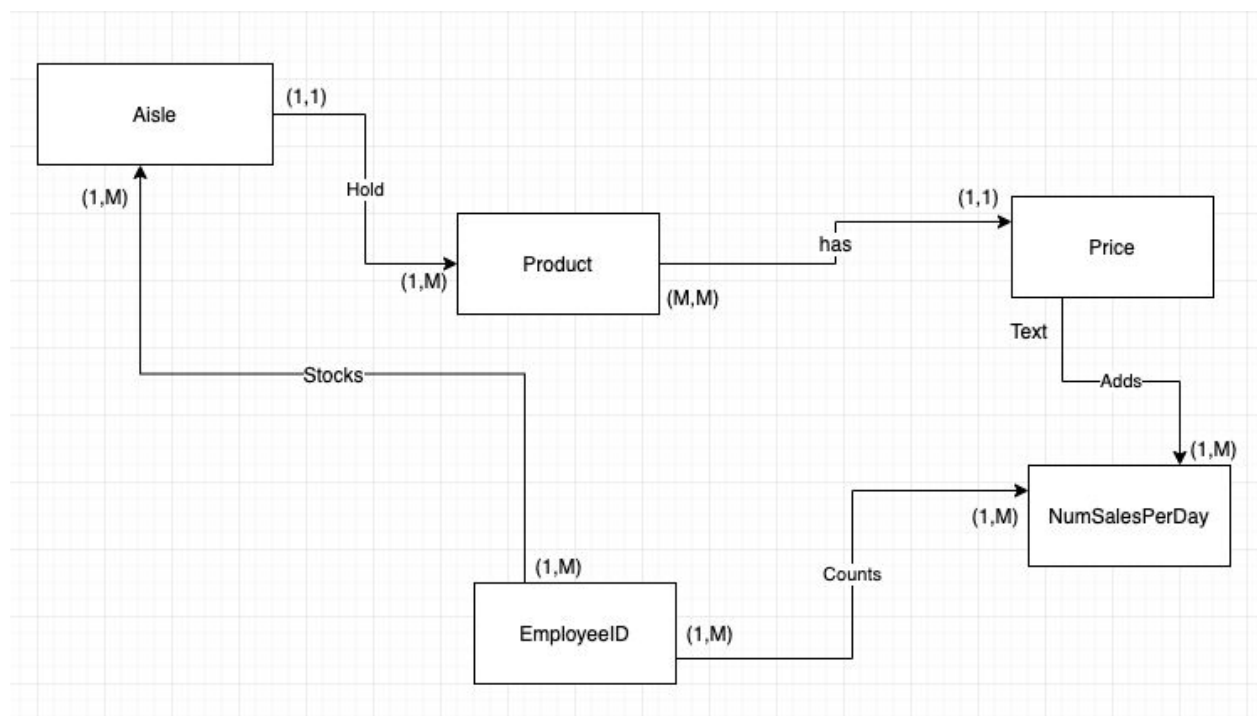 Aisle
(1,1)
(1,M)
Hold
(1,M)
Product
(M,M)
has
(1,1)
Price
Text
Adds
(1,M)
Stocks
(1,M)
NumSalesPerDay
Counts
(1,M)
EmployeeID
(1,M)